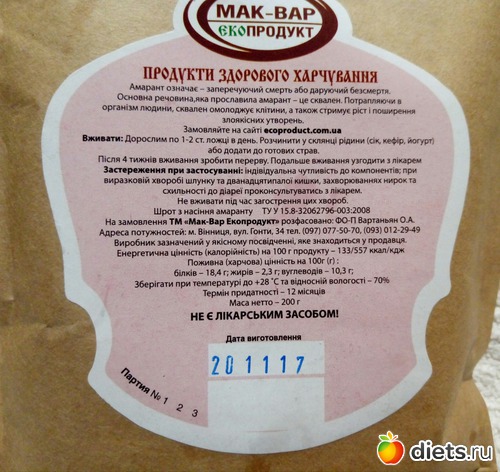 МАК-ВАР
ЕКОПРОДУКТ
ПРОДУКТИ ЗДОРОВОГО ХАРЧУВАННЯ
Амарант означає – заперечуючий смерть або даруючий безсмертя.
Основна речовина,яка прославила амарант – це сквален. Потрапляючи в
організм людини, сквален омолоджує клітини, а також стримує ріст і поширення
злоякісних утворень.
Замовляйте на сайті ecoproduct.com.ua
Вживати: Дорослим по 1-2 ст. ложці в день. Розчинити у склянці рідини (сік, кефір, йогурт)
або додати до готових страв.
Після 4 тижнів вживання зробити перерву. Подальше вживання узгодити з лікарем
Застереження при застосуванні: індивідуальна чутливість до компонентів; при
виразковій хворобі шлунку та дванадцятипалої кишки, захворюваннях нирок та
схильності до діареї проконсультуватись з лікарем.
Не вживати під час загострення цих хвороб.
Шрот з насіння амаранту ТУ У 15.8-32062796-003:2008
На замовлення ТМ «Мак-Вар Екопродукт» розфасовано: ФО-П Вартаньян О.А.
Адреса потужностей: м. Вінниця, вул. Гонти, 34 тел. (097) 077-50-70, (093) 012-29-49
Виробник зазначений у якісному посвідченні, яке знаходиться у продавця.
Енергетична цінність (калорійність) на 100 г продукту – 133/557 ккал/кдж
Поживна (харчова) цінність на 100г (г) :
білків – 18,4 г; жирів – 2,3 г; вуглеводів – 10,3 г;
Зберігати при температурі до +28 °С та відносній вологості – 70%
Термін придатності – 12 місяців
Маса нетто – 200 г
НЕ Є ЛІКАРСЬКИМ ЗАСОБОМ!
Дата виготовлення
201117
Партия № 1 2 3
diets.ru